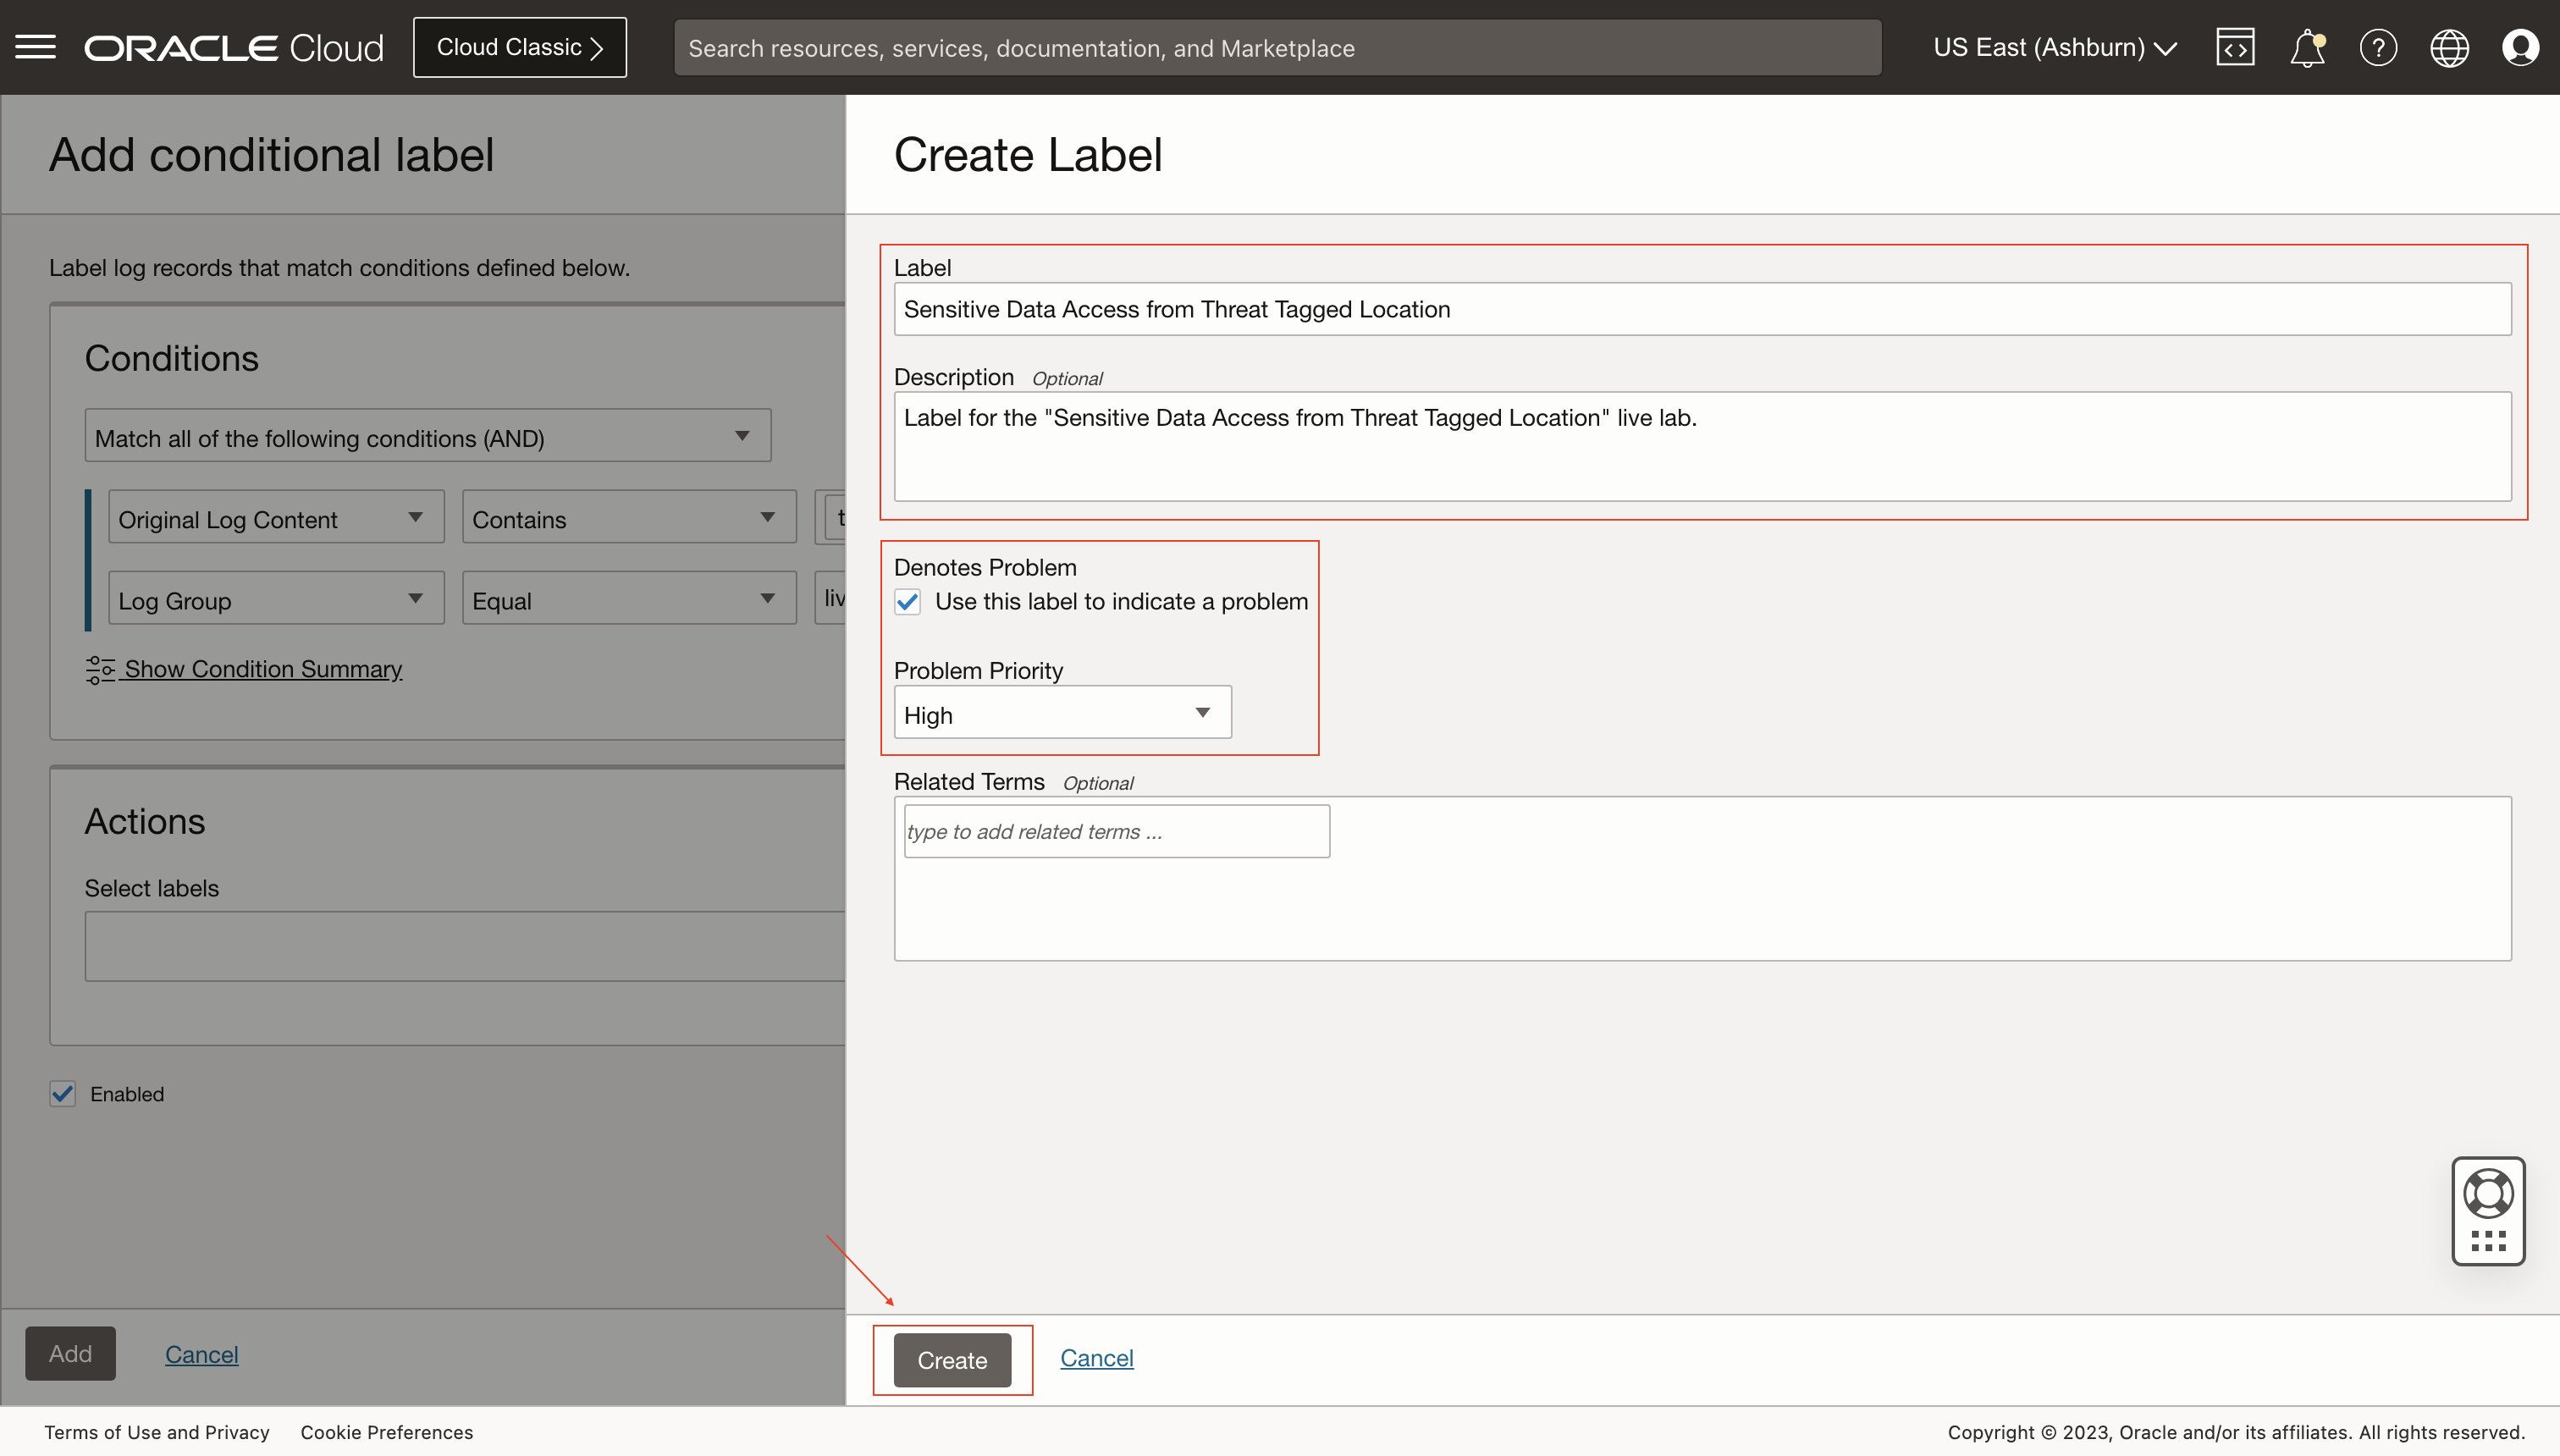 ORACLE Cloud
Cloud Classic
Search resources, services, documentation, and Marketplace
US East (Ashburn)
Add conditional label
Label log records that match conditions defined below.
Conditions
Match all of the following conditions (AND)
Original Log Content
Contains
t
Log Group
Equal
liv
Show Condition Summary
Actions
Select labels
Enabled
Add
Cancel
Create Label
Label
Sensitive Data Access from Threat Tagged Location
Description Optional
Label for the "Sensitive Data Access from Threat Tagged Location" live lab.
Denotes Problem
Use this label to indicate a problem
Problem Priority
High
Related Terms Optional
type to add related terms ...
Create
Cancel
Terms of Use and Privacy
Cookie Preferences
Copyright © 2023, Oracle and/or its affiliates. All rights reserved.